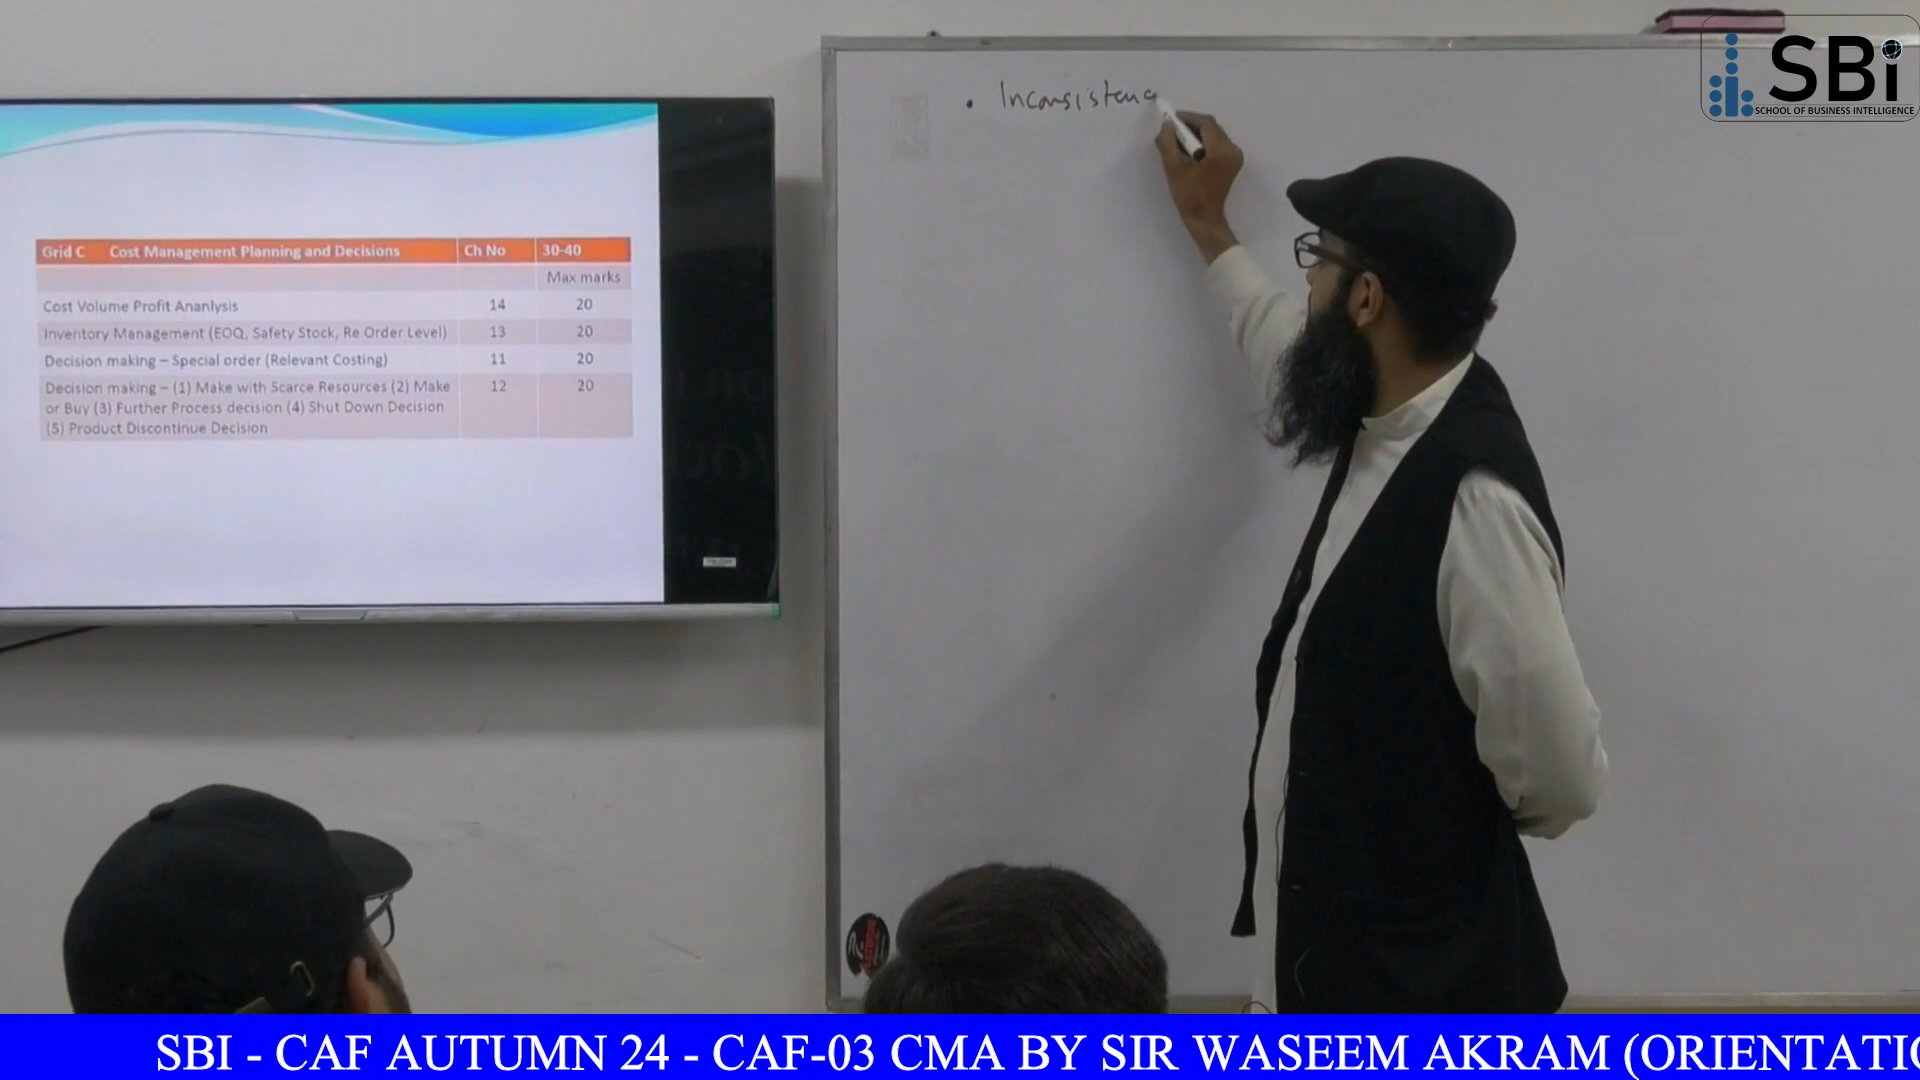 SBi
SCHOOL OF BUSINESS INTELLIGENCE
• Inconsistenc
Grid C Cost Management Planning and Decisions Ch No 30-40
Max marks
Cost Volume Profit Ananlysis 14 20
Inventory Management (EOQ, Safety Stock, Re Order Level) 13 20
Decision making – Special order (Relevant Costing) 11 20
Decision making – (1) Make with Scarce Resources (2) Make 12 20
or Buy (3) Further Process decision (4) Shut Down Decision
(5) Product Discontinue Decision
SBI - CAF AUTUMN 24 - CAF-03 CMA BY SIR WASEEM AKRAM (ORIENTATIO